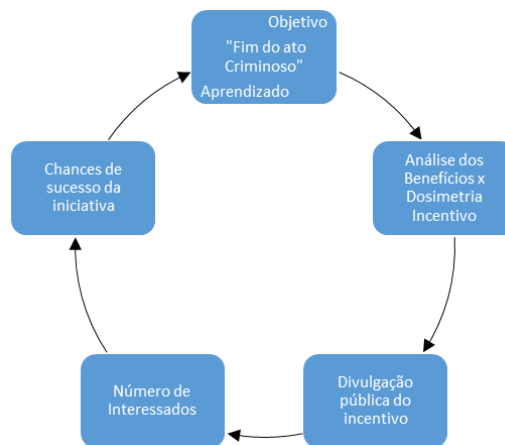 Objetivo
"Fim do ato
Criminoso"
Aprendizado
Análise dos
Benefícios x
Dosimetria
Incentivo
Divulgação
pública do
incentivo
Número de
Interessados
Chances de
sucesso da
iniciativa